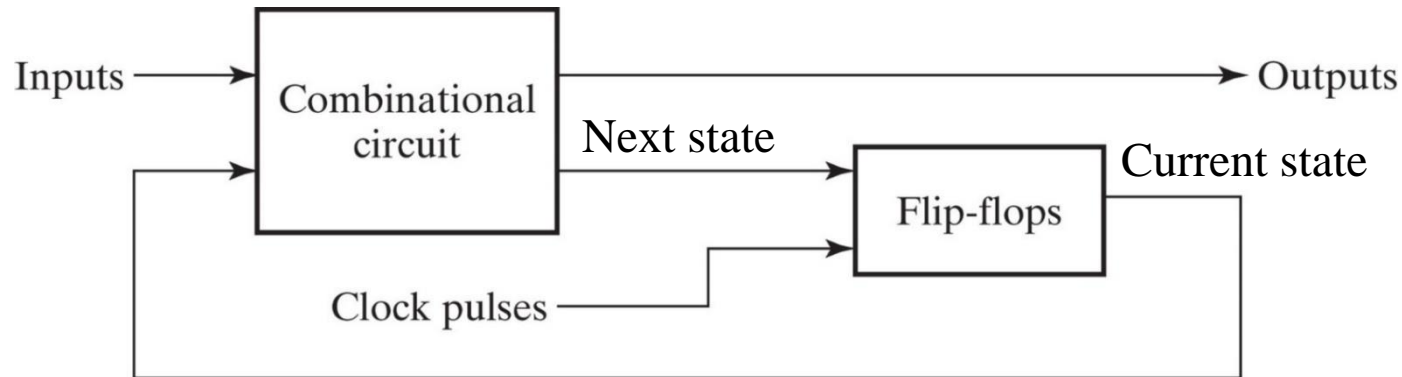 Inputs
Combinational
circuit
Outputs
Next state
Current state
Flip-flops
Clock pulses